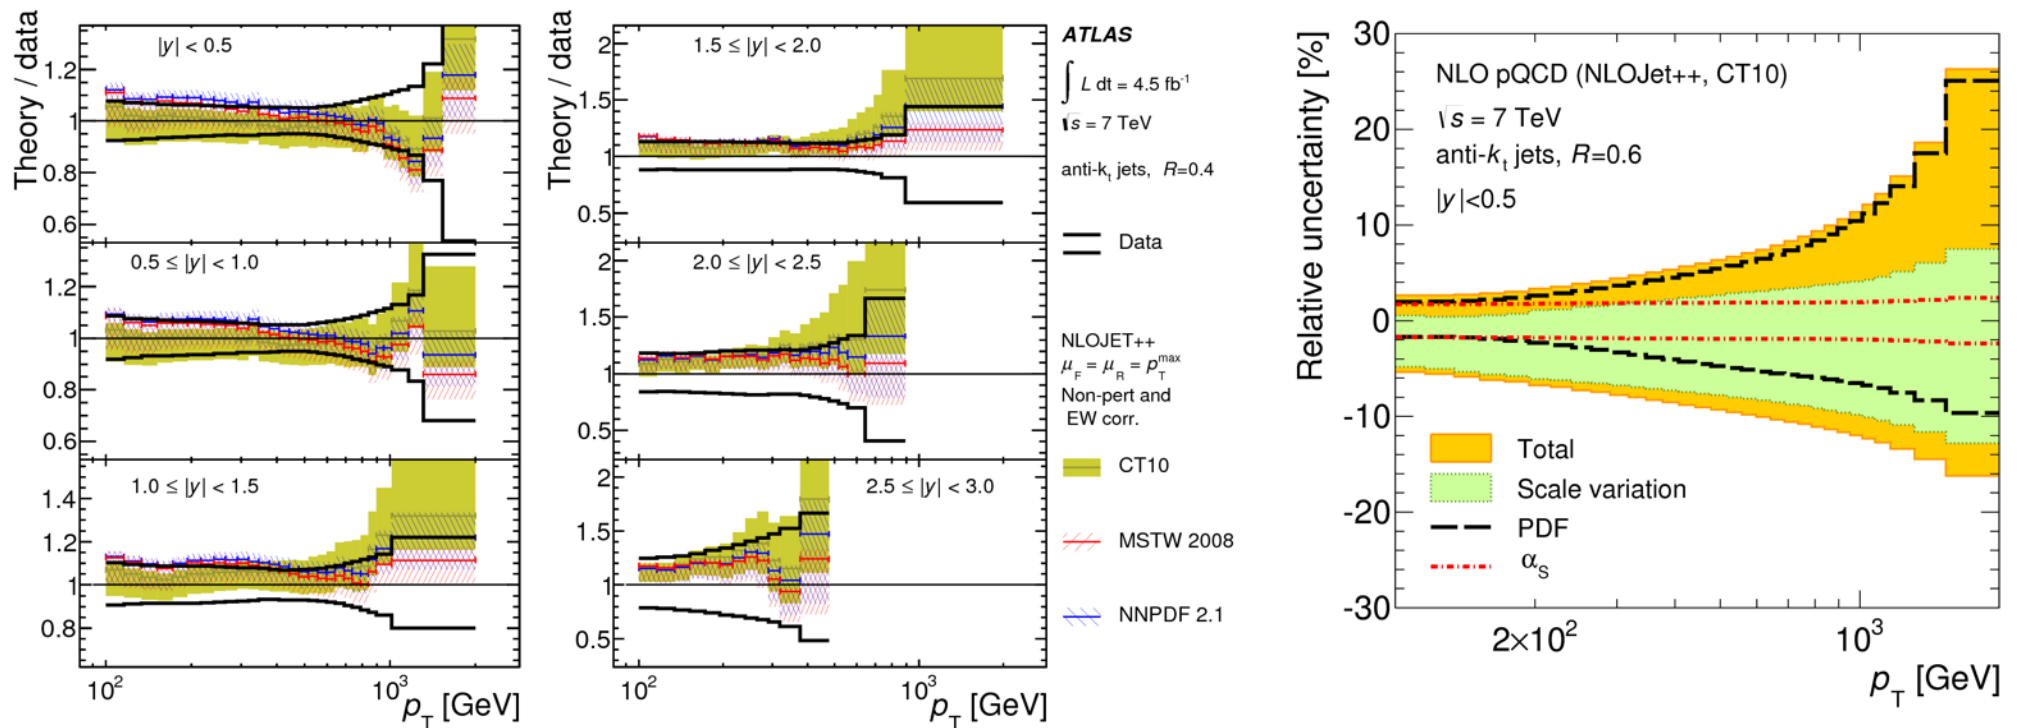 Theory / data
|y| < 0.5
1.2
1
0.8
0.6
0.5 ≤ |y| < 1.0
1.2
1
0.8
0.6
1.0 ≤ |y| < 1.5
1.4
1.2
1
0.8
10² 10³
p_T [GeV]
Theory / data
1.5 ≤ |y| < 2.0
2
1.5
1
0.5
2.0 ≤ |y| < 2.5
2
1.5
1
0.5
2.5 ≤ |y| < 3.0
2
1.5
1
0.5
10² 10³
p_T [GeV]
ATLAS
∫ L dt = 4.5 fb⁻¹
√s = 7 TeV
anti-k_t jets, R=0.4
Data
NLOJET++
μ_F = μ_R = p_T^max
Non-pert and
EW corr.
CT10
MSTW 2008
NNPDF 2.1
Relative uncertainty [%]
30
20
10
0
-10
-20
-30
NLO pQCD (NLOJet++, CT10)
√s = 7 TeV
anti-k_t jets, R=0.6
|y|<0.5
Total
Scale variation
PDF
α_S
2×10² 10³
p_T [GeV]